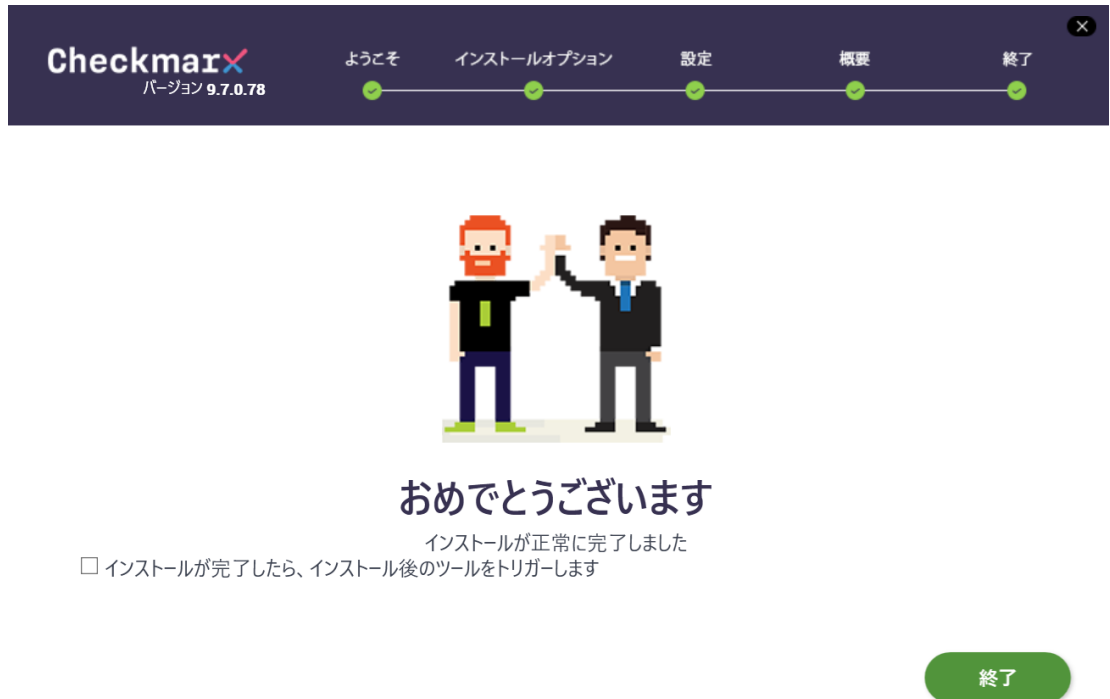 Checkmarx
バージョン 9.7.0.78
ようこそ インストールオプション 設定 概要 終了
おめでとうございます
インストールが正常に完了しました
インストールが完了したら、インストール後のツールをトリガーします
終了